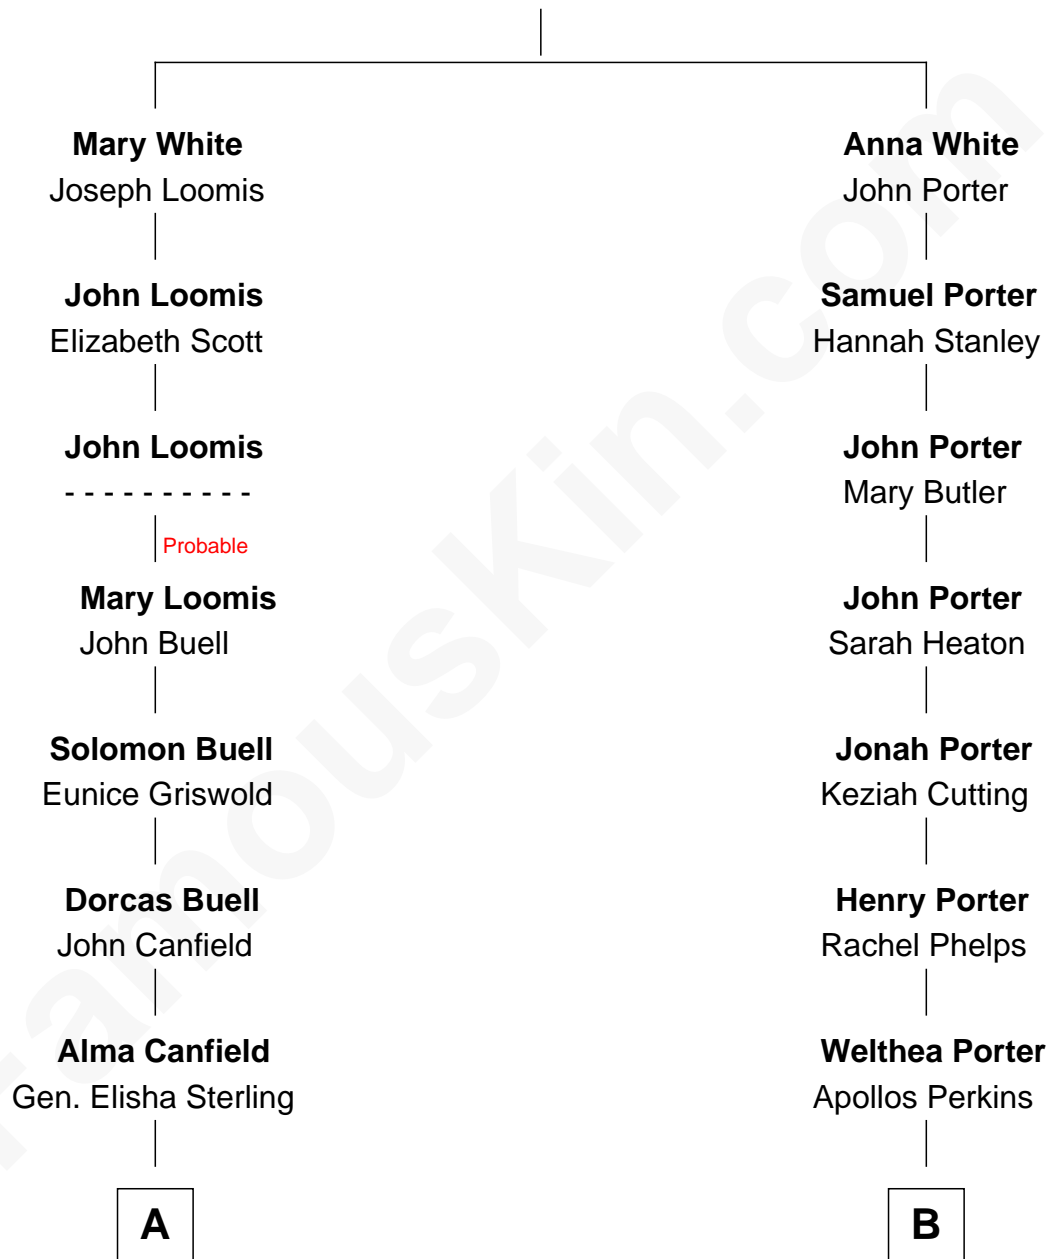 Mary White
Joseph Loomis
Anna White
John Porter
John Loomis
Elizabeth Scott
Samuel Porter
Hannah Stanley
John Loomis
- - - - - - - - - -
John Porter
Mary Butler
Probable
Mary Loomis
John Buell
John Porter
Sarah Heaton
Solomon Buell
Eunice Griswold
Jonah Porter
Keziah Cutting
Dorcas Buell
John Canfield
Henry Porter
Rachel Phelps
Alma Canfield
Gen. Elisha Sterling
Welthea Porter
Apollos Perkins
A
B
FamousKin.com